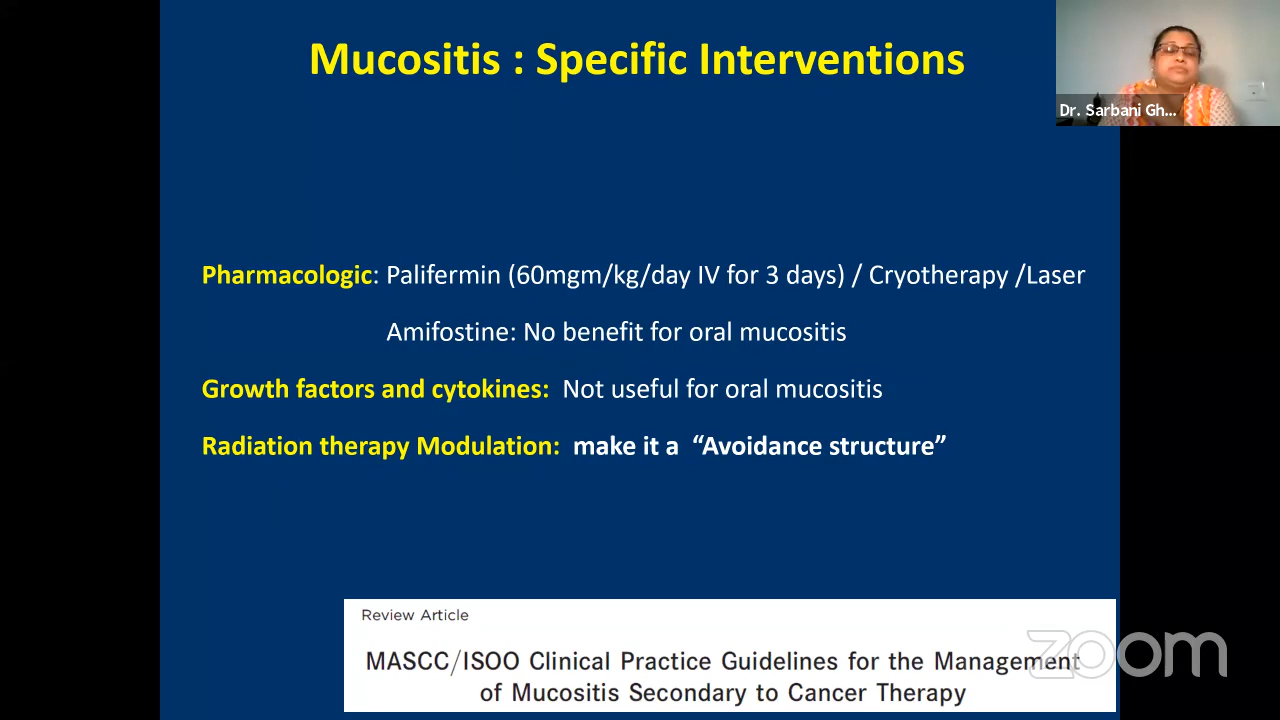 Mucositis : Specific Interventions
Dr. Sarbani Gh...
Pharmacologic: Palifermin (60mgm/kg/day IV for 3 days) / Cryotherapy /Laser
Amifostine: No benefit for oral mucositis
Growth factors and cytokines: Not useful for oral mucositis
Radiation therapy Modulation: make it a “Avoidance structure”
Review Article
MASCC/ISOO Clinical Practice Guidelines for the Management
of Mucositis Secondary to Cancer Therapy
zoom